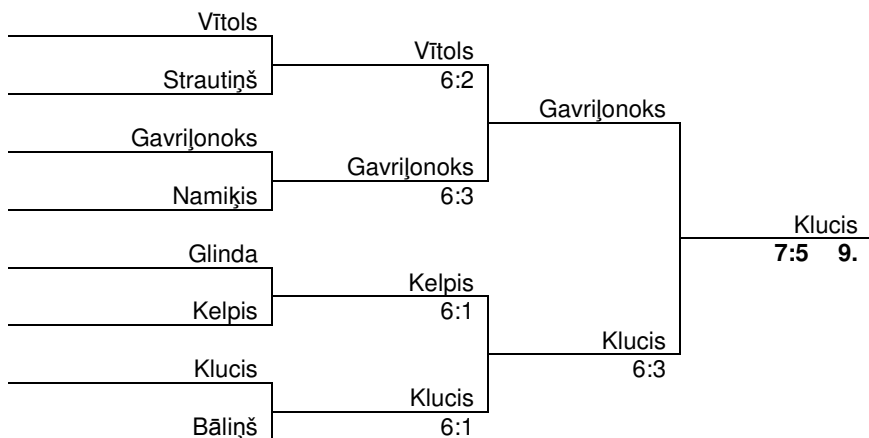 Vītols
Vītols
Strautiņš
6:2
Gavriļonoks
Gavriļonoks
Gavriļonoks
Namiķis
6:3
Klucis
Glinda
7:5 9.
Kelpis
Kelpis
6:1
Klucis
Klucis
6:3
Klucis
Bāliņš
6:1